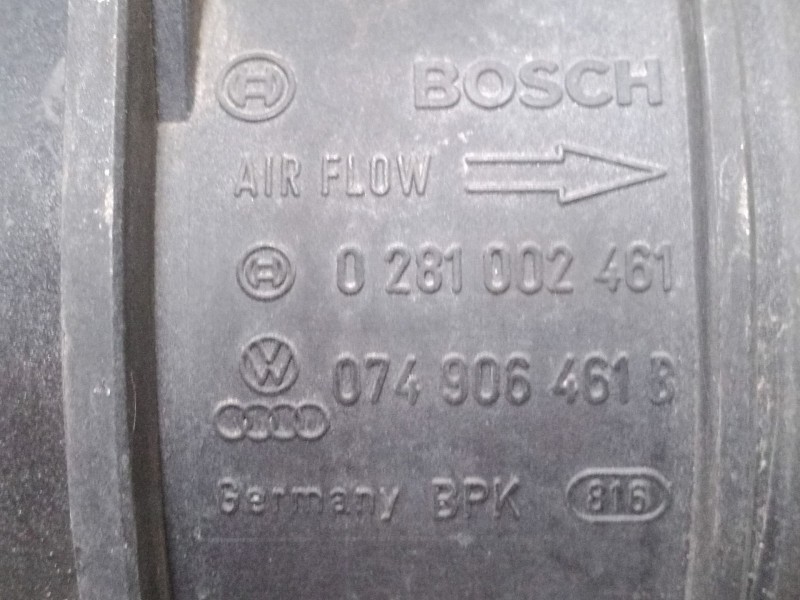 BOSCH
AIR FLOW
0 281 002 461
074 906 461 B
Germany BPK 816